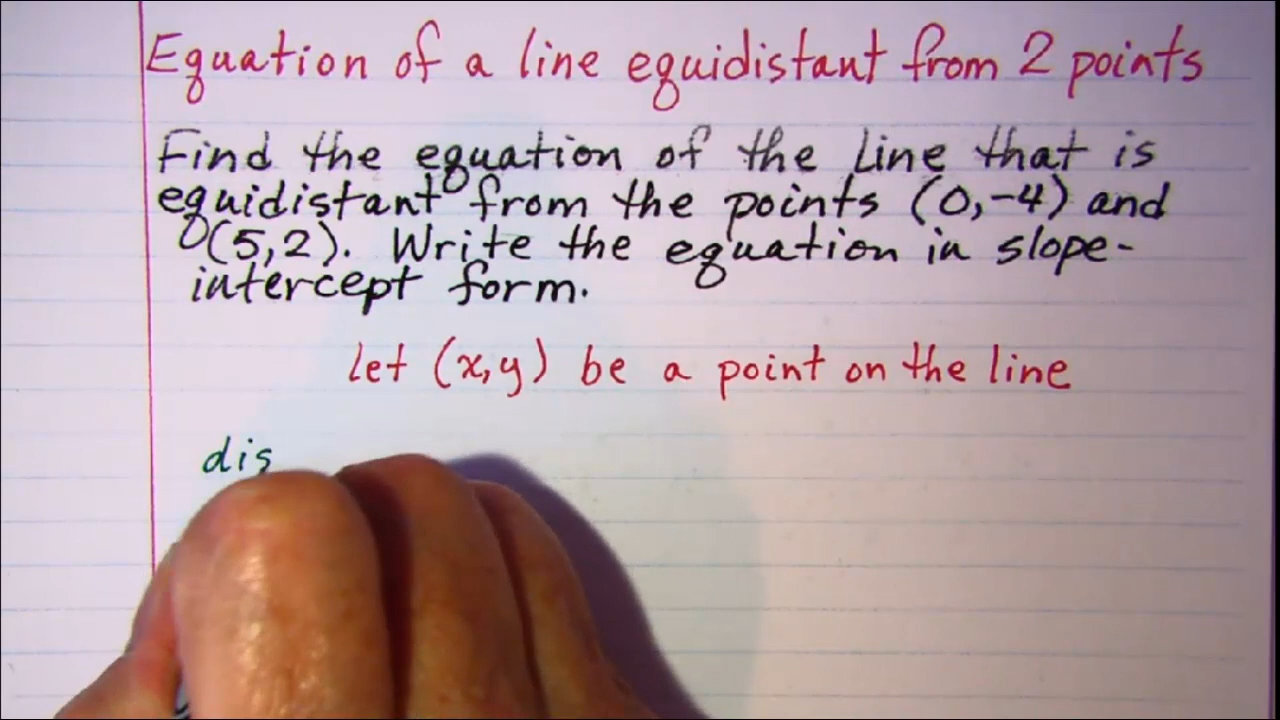 Equation of a line equidistant from 2 points
Find the equation of the line that is
equidistant from the points (0,-4) and
(5,2). Write the equation in slope-
intercept form.
let (x,y) be a point on the line
dis